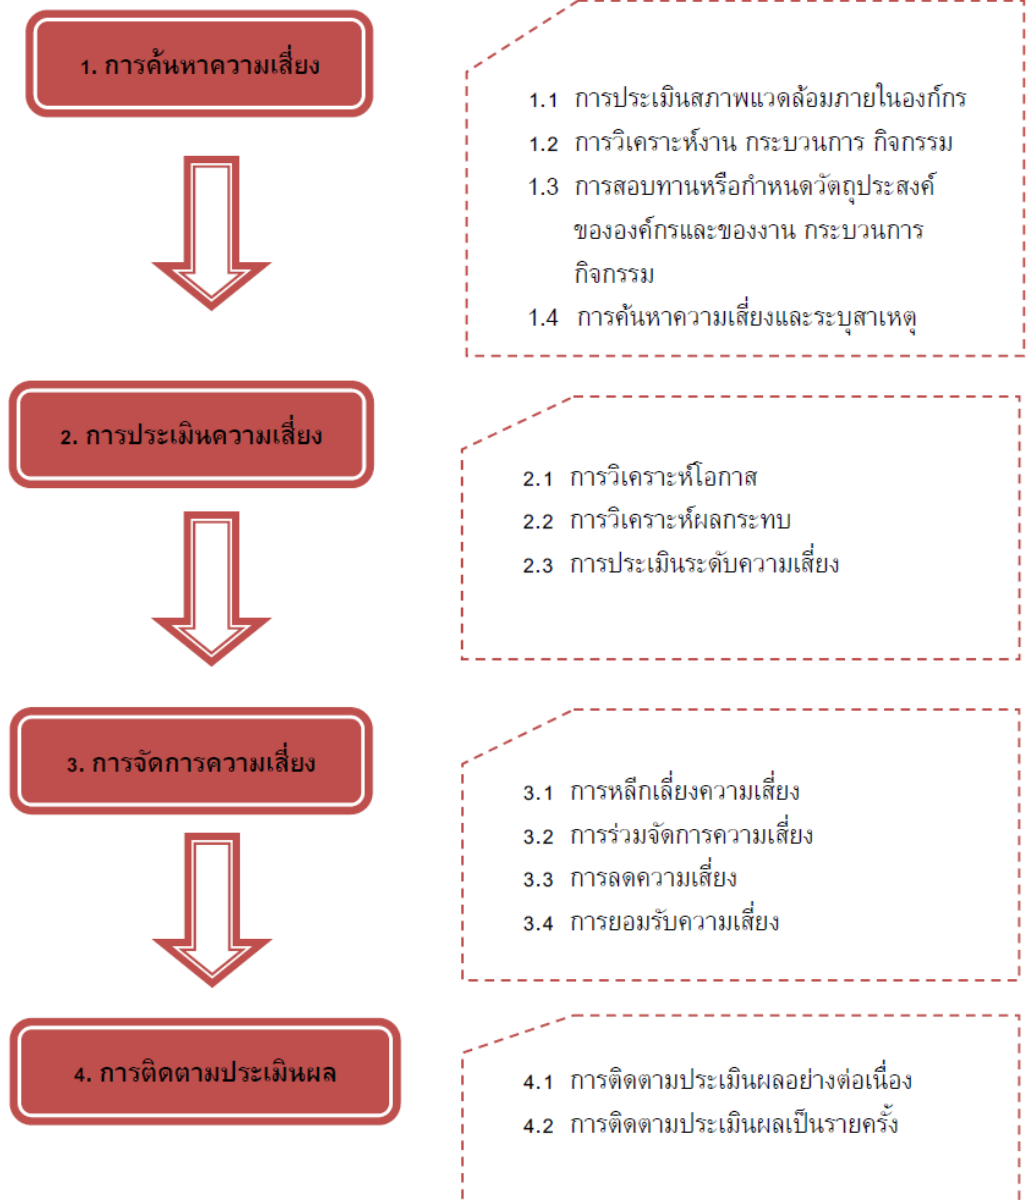 1. การค้นหาความเสี่ยง
1.1 การประเมินสภาพแวดล้อมภายในองก์กร
1.2 การวิเคราะห์งาน กระบวนการ กิจกรรม
1.3 การสอบทานหรือกำหนดวัตถุประสงค์
ขององค์กรและของงาน กระบวนการ
กิจกรรม
1.4 การค้นหาความเสี่ยงและระบุสาเหตุ
2. การประเมินความเสี่ยง
2.1 การวิเคราะห์โอกาส
2.2 การวิเคราะห์ผลกระทบ
2.3 การประเมินระดับความเสี่ยง
3. การจัดการความเสี่ยง
3.1 การหลีกเลี่ยงความเสี่ยง
3.2 การร่วมจัดการความเสี่ยง
3.3 การลดความเสี่ยง
3.4 การยอมรับความเสี่ยง
4. การติดตามประเมินผล
4.1 การติดตามประเมินผลอย่างต่อเนื่อง
4.2 การติดตามประเมินผลเป็นรายครั้ง